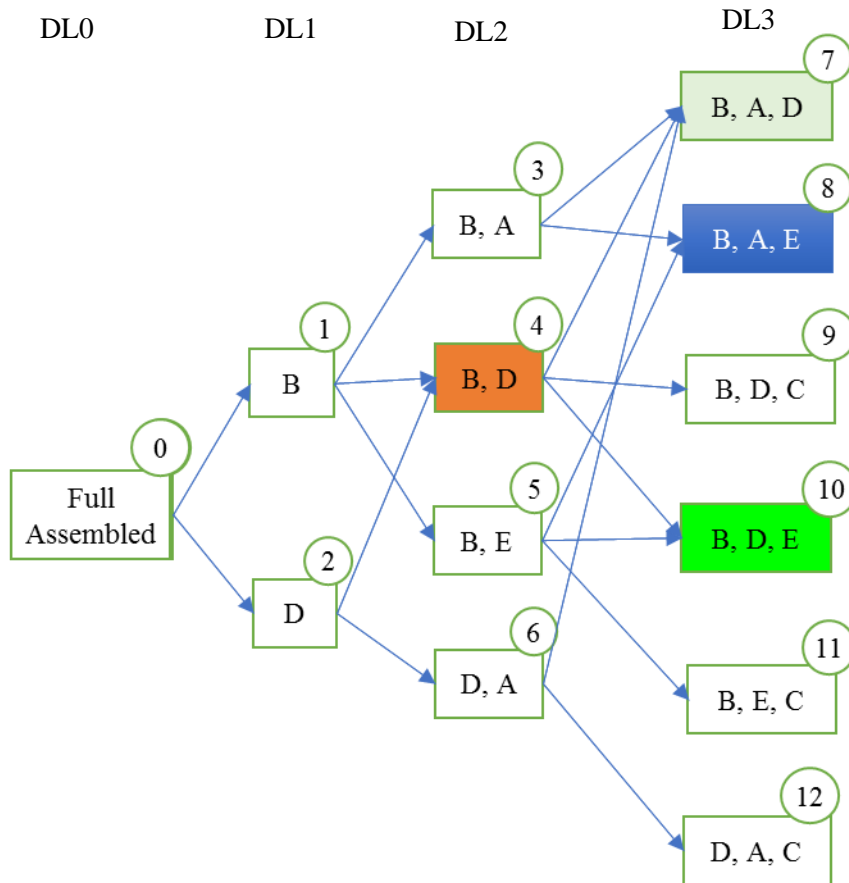 DL0
DL1
DL2
DL3
7
B, A, D
3
B, A
8
B, A, E
1
B
4
B, D
9
B, D, C
0
Full
Assembled
5
B, E
10
B, D, E
2
D
6
D, A
11
B, E, C
12
D, A, C